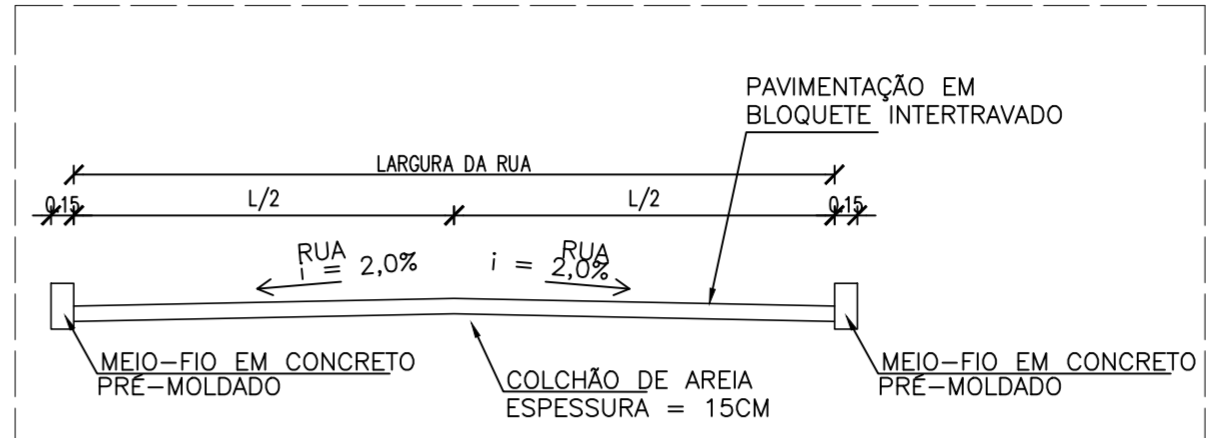 PAVIMENTAÇÃO EM
BLOQUETE INTERTRAVADO
LARGURA DA RUA
0.15
L/2
L/2
0.15
RUA
i = 2,0%
RUA
i = 2,0%
MEIO-FIO EM CONCRETO
PRÉ-MOLDADO
COLCHÃO DE AREIA
ESPESSURA = 15CM
MEIO-FIO EM CONCRETO
PRÉ-MOLDADO